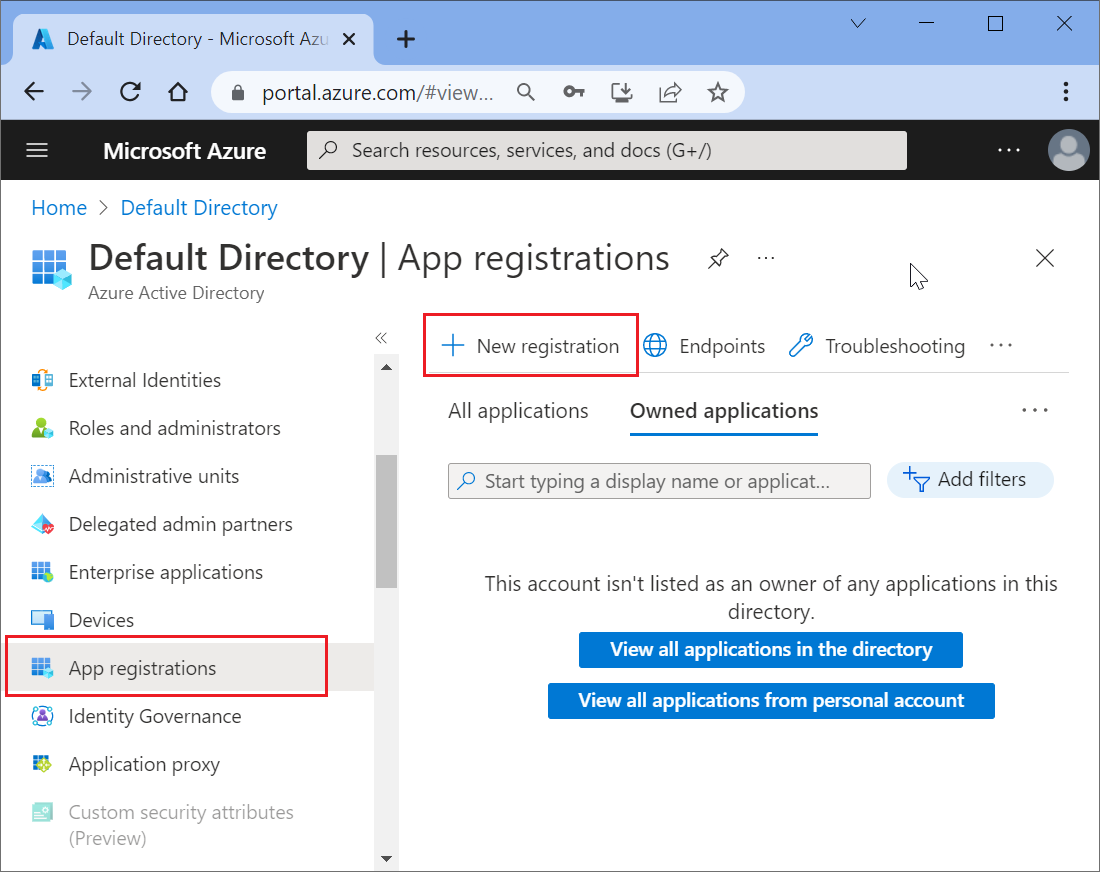 Default Directory - Microsoft Azu
portal.azure.com/#view...
Microsoft Azure
Search resources, services, and docs (G+/)
Home > Default Directory
Default Directory | App registrations
Azure Active Directory
External Identities
Roles and administrators
Administrative units
Delegated admin partners
Enterprise applications
Devices
App registrations
Identity Governance
Application proxy
Custom security attributes
(Preview)
New registration
Endpoints
Troubleshooting
All applications
Owned applications
Start typing a display name or applicat...
Add filters
This account isn't listed as an owner of any applications in this
directory.
View all applications in the directory
View all applications from personal account